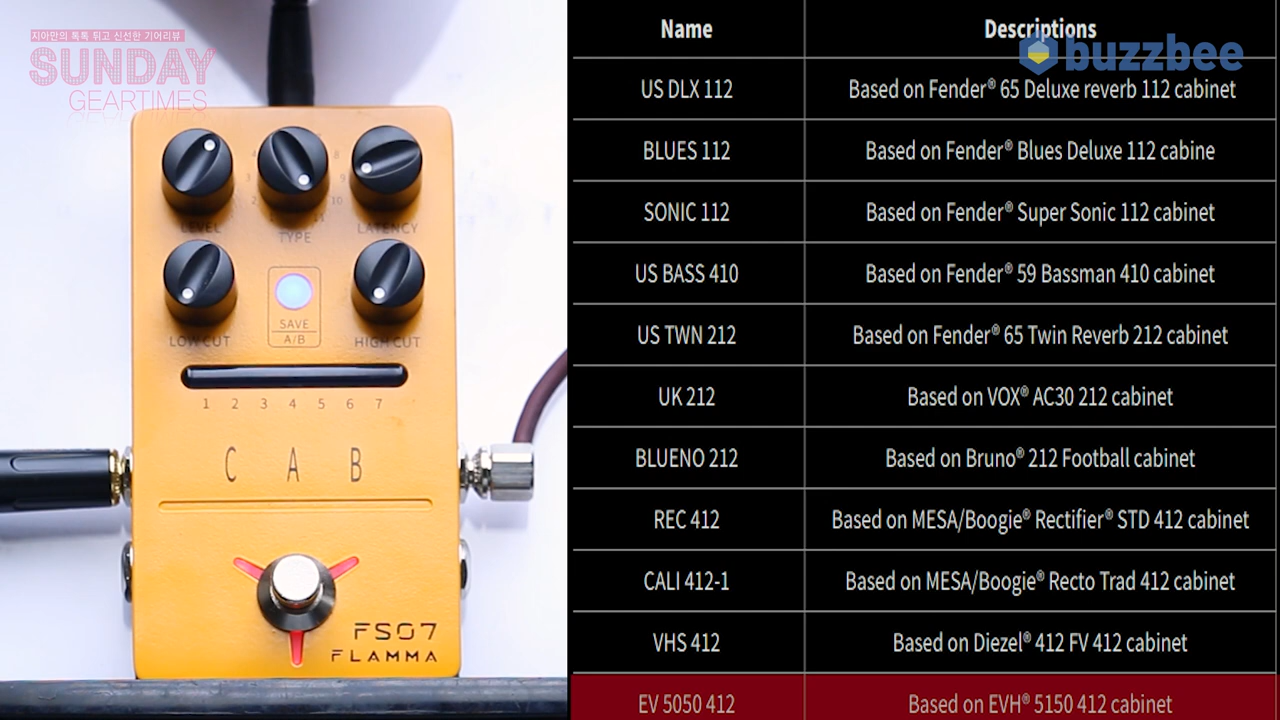 지아만의 톡톡 튀고 신선한 기어리뷰
SUNDAY
GEARTIMES
buzzbee
LEVEL
TYPE
LATENCY
2
3
8
9
10
11
LOW CUT
SAVE
A/B
HIGH CUT
1 2 3 4 5 6 7
C A B
FS07
FLAMMA
Name Descriptions
US DLX 112 Based on Fender® 65 Deluxe reverb 112 cabinet
BLUES 112 Based on Fender® Blues Deluxe 112 cabine
SONIC 112 Based on Fender® Super Sonic 112 cabinet
US BASS 410 Based on Fender® 59 Bassman 410 cabinet
US TWN 212 Based on Fender® 65 Twin Reverb 212 cabinet
UK 212 Based on VOX® AC30 212 cabinet
BLUENO 212 Based on Bruno® 212 Football cabinet
REC 412 Based on MESA/Boogie® Rectifier® STD 412 cabinet
CALI 412-1 Based on MESA/Boogie® Recto Trad 412 cabinet
VHS 412 Based on Diezel® 412 FV 412 cabinet
EV 5050 412 Based on EVH® 5150 412 cabinet